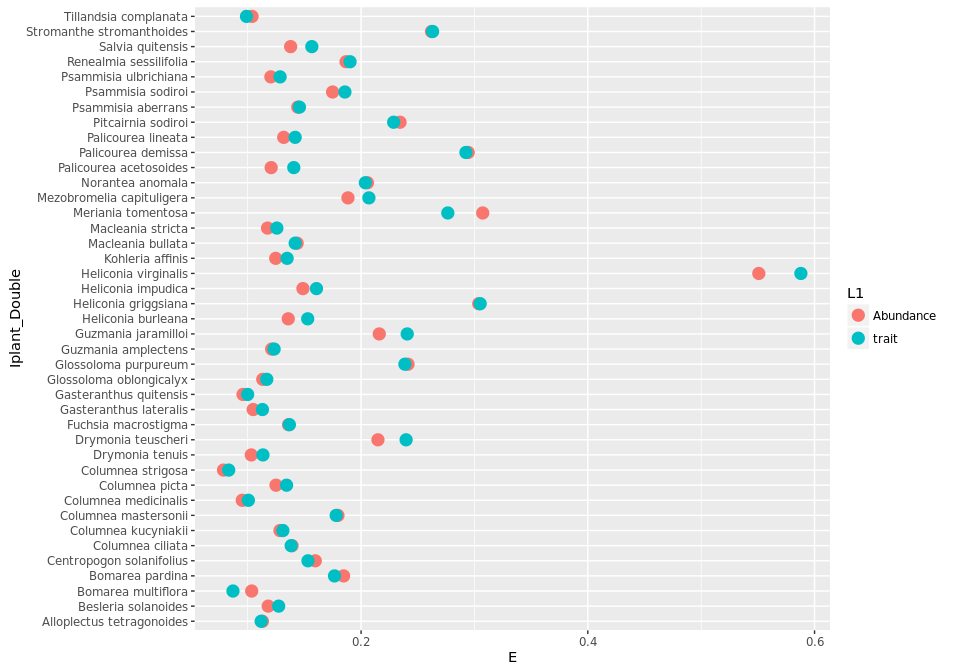 Tillandsia complanata
Stromanthe stromanthoides
Salvia quitensis
Renealmia sessilifolia
Psammisia ulbrichiana
Psammisia sodiroi
Psammisia aberrans
Pitcairnia sodiroi
Palicourea lineata
Palicourea demissa
Palicourea acetosoides
Norantea anomala
Mezobromelia capituligera
Meriania tomentosa
Macleania stricta
Macleania bullata
Kohleria affinis
Heliconia virginalis
Heliconia impudica
Heliconia griggsiana
Heliconia burleana
Guzmania jaramilloi
Guzmania amplectens
Glossoloma purpureum
Glossoloma oblongicalyx
Gasteranthus quitensis
Gasteranthus lateralis
Fuchsia macrostigma
Drymonia teuscheri
Drymonia tenuis
Columnea strigosa
Columnea picta
Columnea medicinalis
Columnea mastersonii
Columnea kucyniakii
Columnea ciliata
Centropogon solanifolius
Bomarea pardina
Bomarea multiflora
Besleria solanoides
Alloplectus tetragonoides
Iplant_Double
0.2 0.4 0.6
E
L1
Abundance
trait